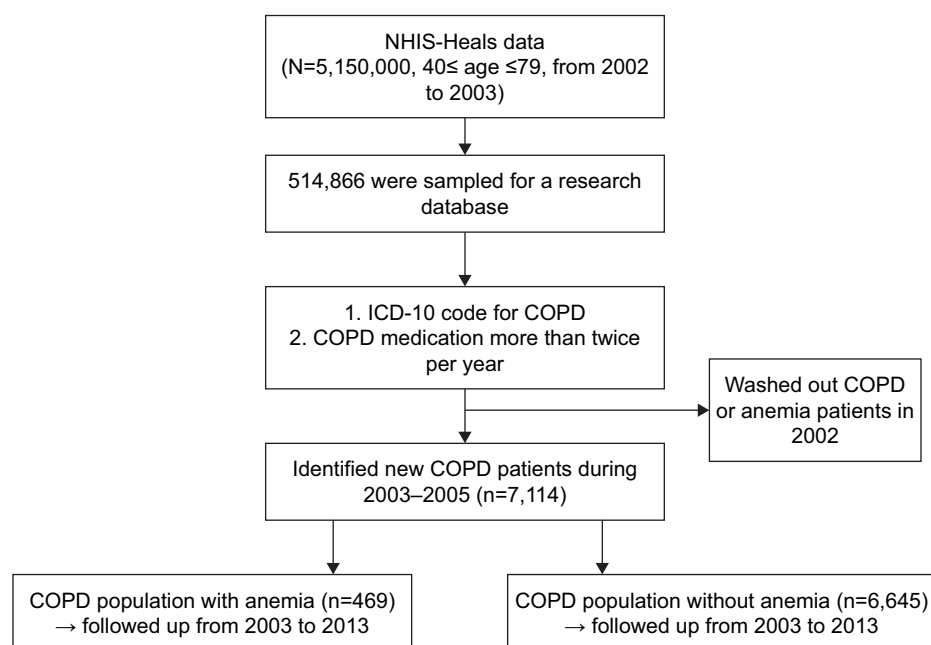 NHIS-Heals data
(N=5,150,000, 40≤ age ≤79, from 2002
to 2003)
514,866 were sampled for a research
database
1. ICD-10 code for COPD
2. COPD medication more than twice
per year
Washed out COPD
or anemia patients in
2002
Identified new COPD patients during
2003–2005 (n=7,114)
COPD population with anemia (n=469)
→ followed up from 2003 to 2013
COPD population without anemia (n=6,645)
→ followed up from 2003 to 2013